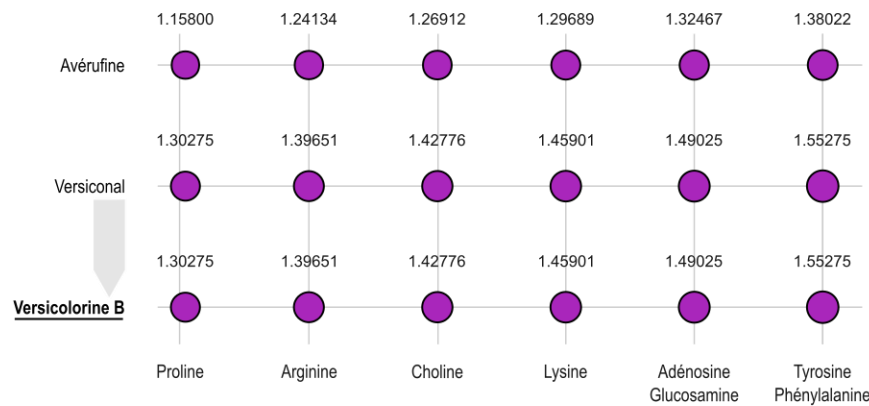 1.15800 1.24134 1.26912 1.29689 1.32467 1.38022
Avérufine
1.30275 1.39651 1.42776 1.45901 1.49025 1.55275
Versiconal
1.30275 1.39651 1.42776 1.45901 1.49025 1.55275
Versicolorine B
Proline Arginine Choline Lysine Adénosine Tyrosine
Glucosamine Phénylalanine